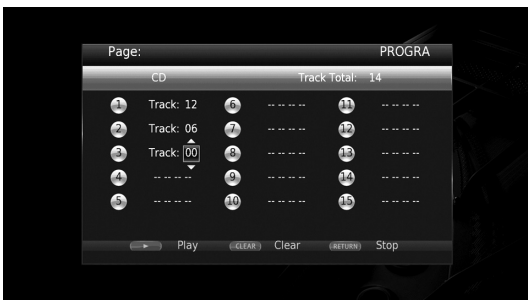 Page: PROGRA
CD Track Total: 14
1 Track: 12 6 -- -- -- -- 11 -- -- -- --
2 Track: 06 7 -- -- -- -- 12 -- -- -- --
3 Track: 00 8 -- -- -- -- 13 -- -- -- --
4 -- -- -- -- 9 -- -- -- -- 14 -- -- -- --
5 -- -- -- -- 10 -- -- -- -- 15 -- -- -- --
Play CLEAR Clear RETURN Stop